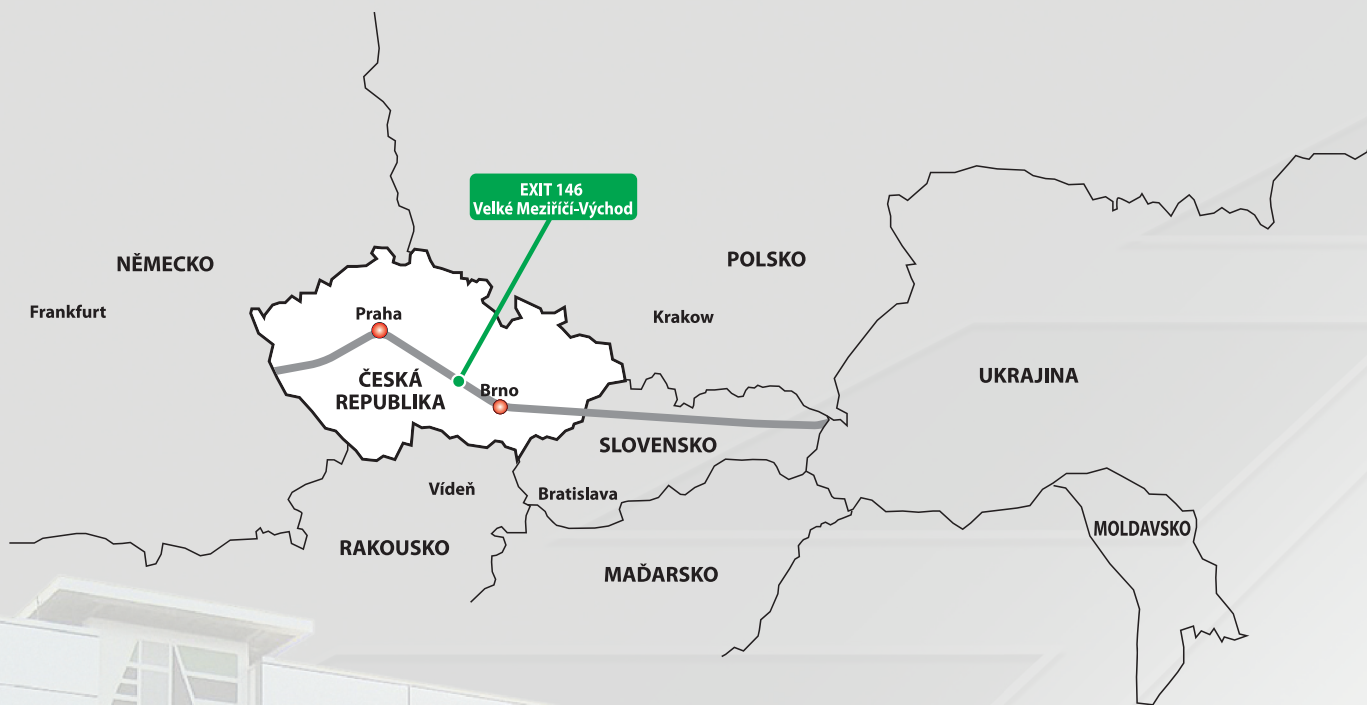 EXIT 146
Velké Meziříčí-Východ
NĚMECKO
POLSKO
Frankfurt
Praha
Krakow
ČESKÁ
REPUBLIKA
Brno
UKRAJINA
SLOVENSKO
Vídeň
Bratislava
RAKOUSKO
MAĎARSKO
MOLDAVSKO